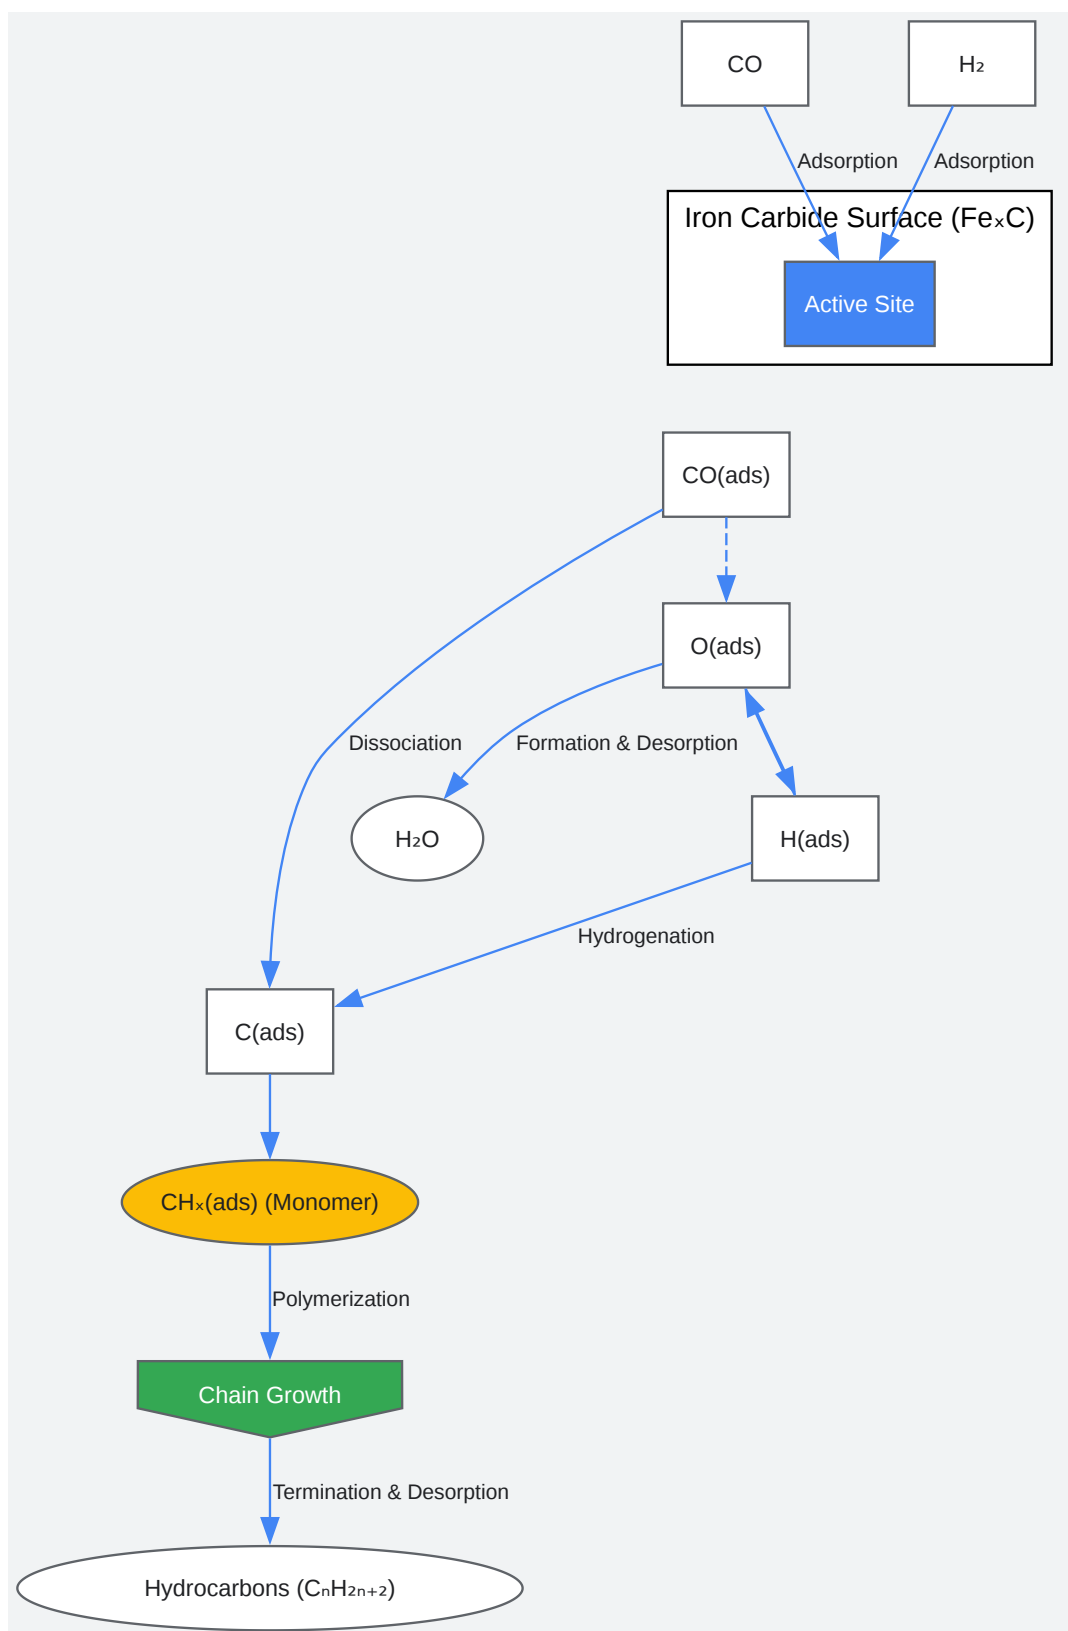 CO
H₂
Adsorption
Adsorption
Iron Carbide Surface (FeₓC)
Active Site
CO(ads)
O(ads)
Dissociation
Formation & Desorption
H₂O
H(ads)
Hydrogenation
C(ads)
CHₓ(ads) (Monomer)
Polymerization
Chain Growth
Termination & Desorption
Hydrocarbons (CₙH₂ₙ₊₂)